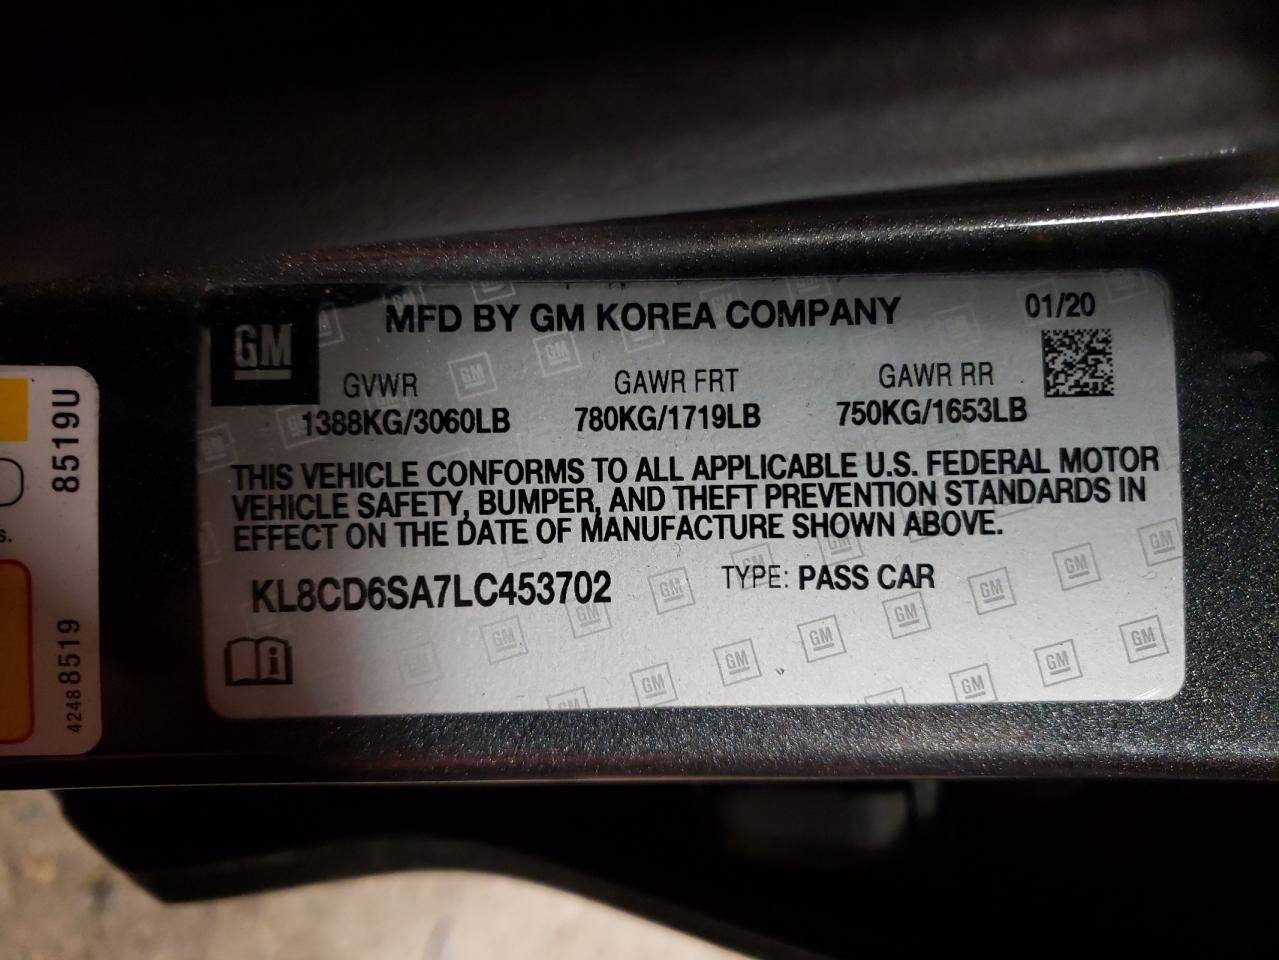 GM
MFD BY GM KOREA COMPANY
01/20
GVWR
GAWR FRT
GAWR RR
1388KG/3060LB
780KG/1719LB
750KG/1653LB
THIS VEHICLE CONFORMS TO ALL APPLICABLE U.S. FEDERAL MOTOR
VEHICLE SAFETY, BUMPER, AND THEFT PREVENTION STANDARDS IN
EFFECT ON THE DATE OF MANUFACTURE SHOWN ABOVE.
KL8CD6SA7LC453702
TYPE: PASS CAR
i
8519U
s.
42488519